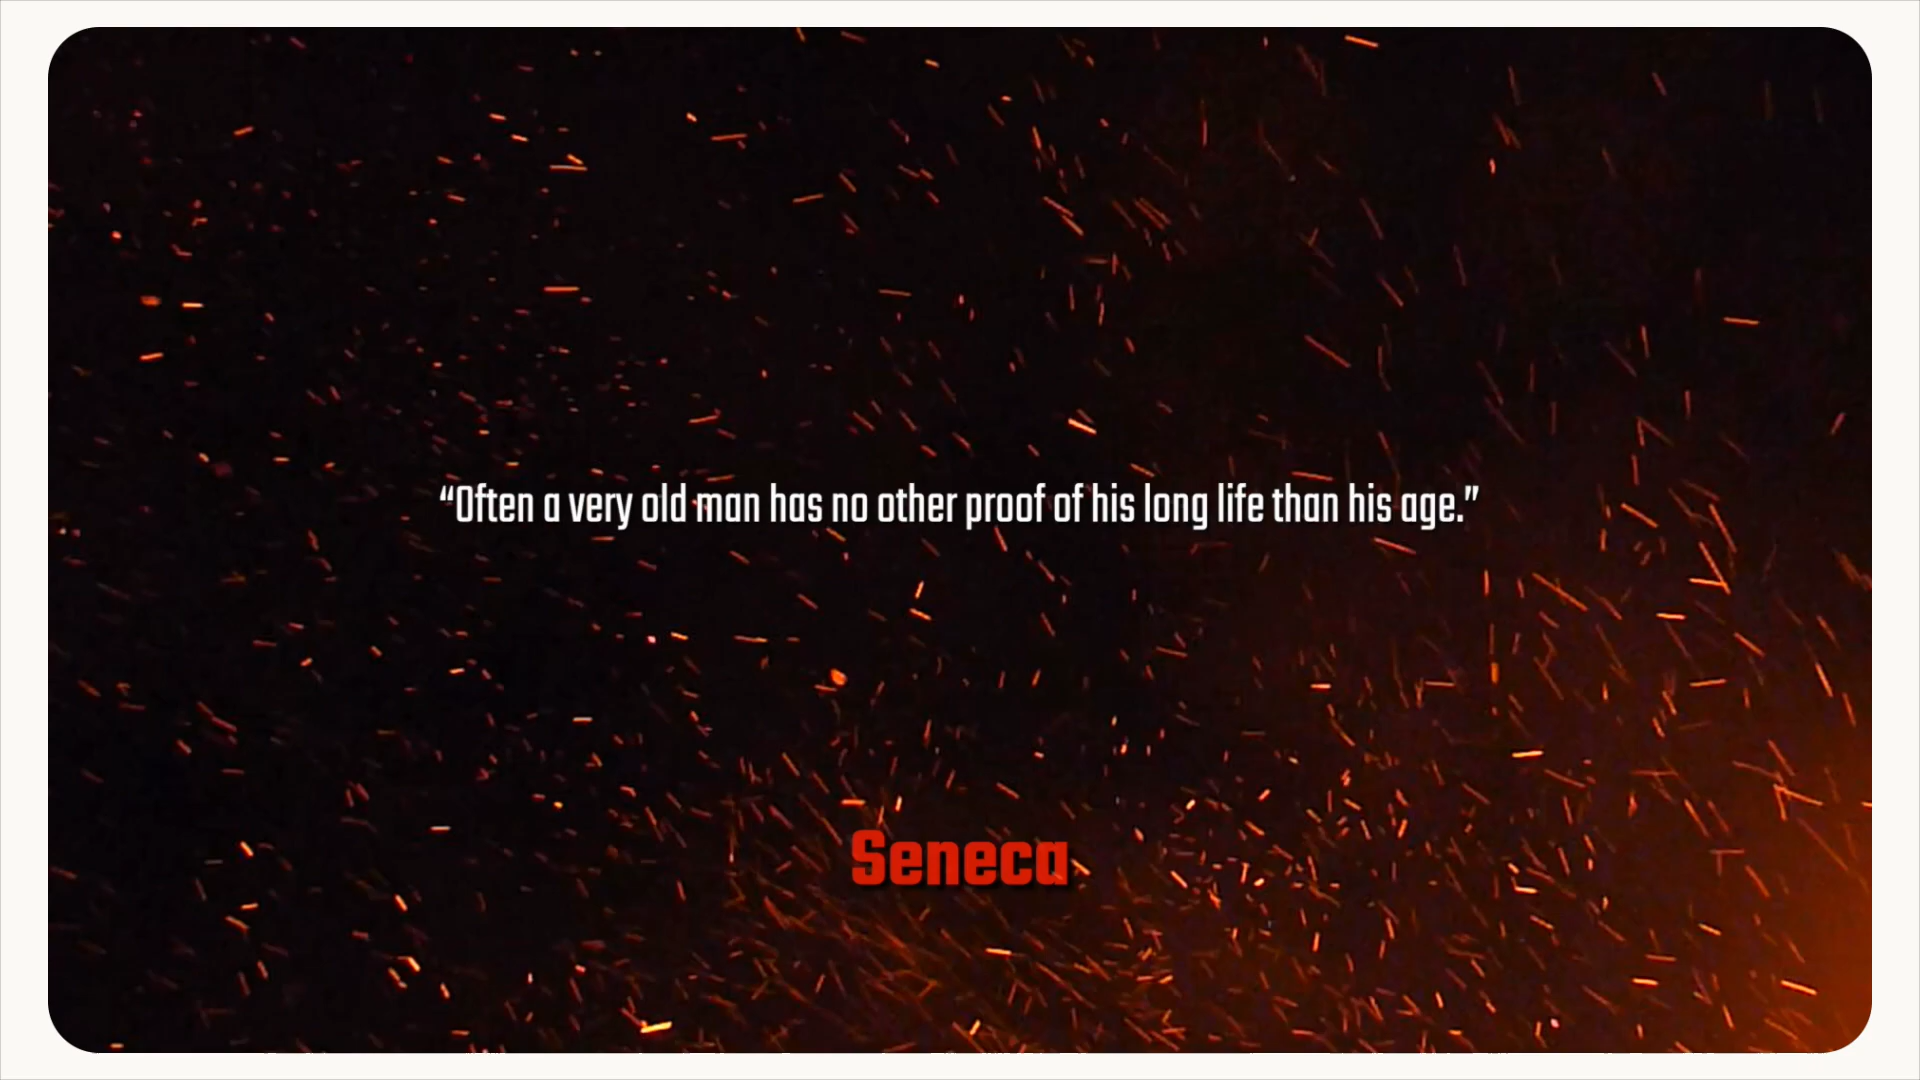 “Often a very old man has no other proof of his long life than his age.”
Seneca